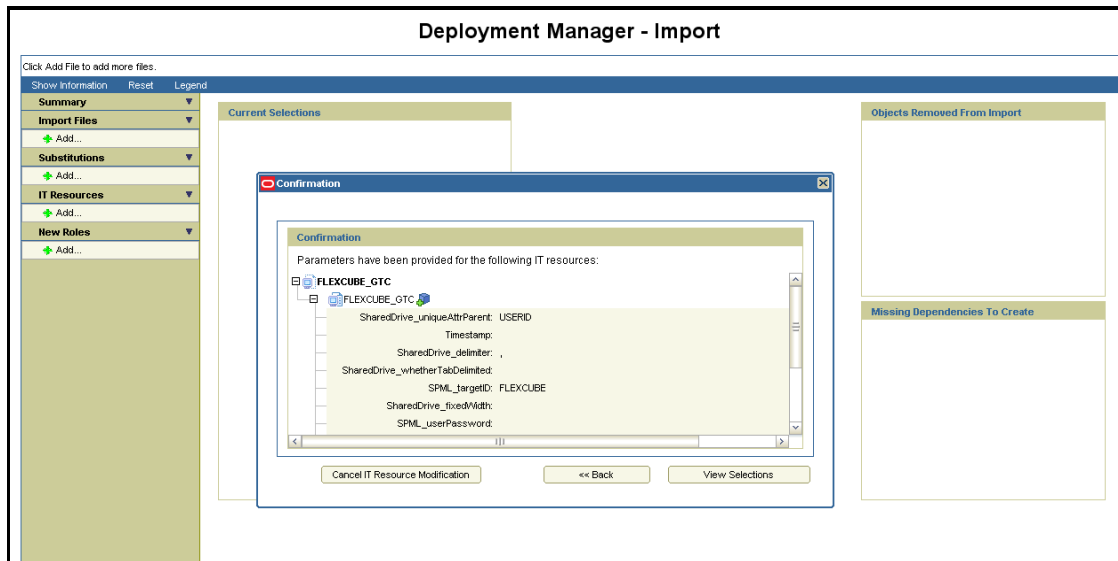 Deployment Manager - Import
Click Add File to add more files.
Show Information Reset Legend
Summary
Import Files
Add...
Substitutions
Add...
IT Resources
Add...
New Roles
Add...
Current Selections
Objects Removed From Import
Missing Dependencies To Create
Confirmation
Confirmation
Parameters have been provided for the following IT resources:
FLEXCUBE_GTC
FLEXCUBE_GTC
SharedDrive_uniqueAttrParent: USERID
Timestamp:
SharedDrive_delimiter: ,
SharedDrive_whetherTabDelimited:
SPML_targetID: FLEXCUBE
SharedDrive_fixedWidth:
SPML_userPassword:
Cancel IT Resource Modification << Back View Selections